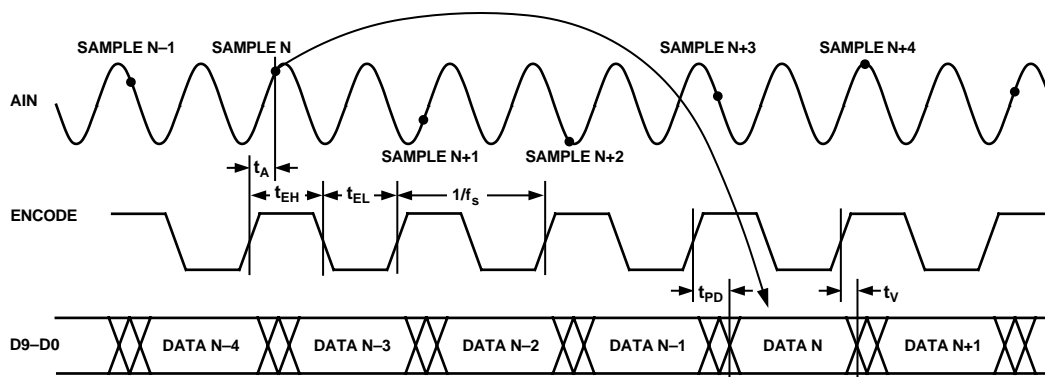 SAMPLE N–1
SAMPLE N
SAMPLE N+3
SAMPLE N+4
AIN
SAMPLE N+1
SAMPLE N+2
tA
tEH
tEL
1/fs
ENCODE
tPD
tV
D9–D0
DATA N–4
DATA N–3
DATA N–2
DATA N–1
DATA N
DATA N+1